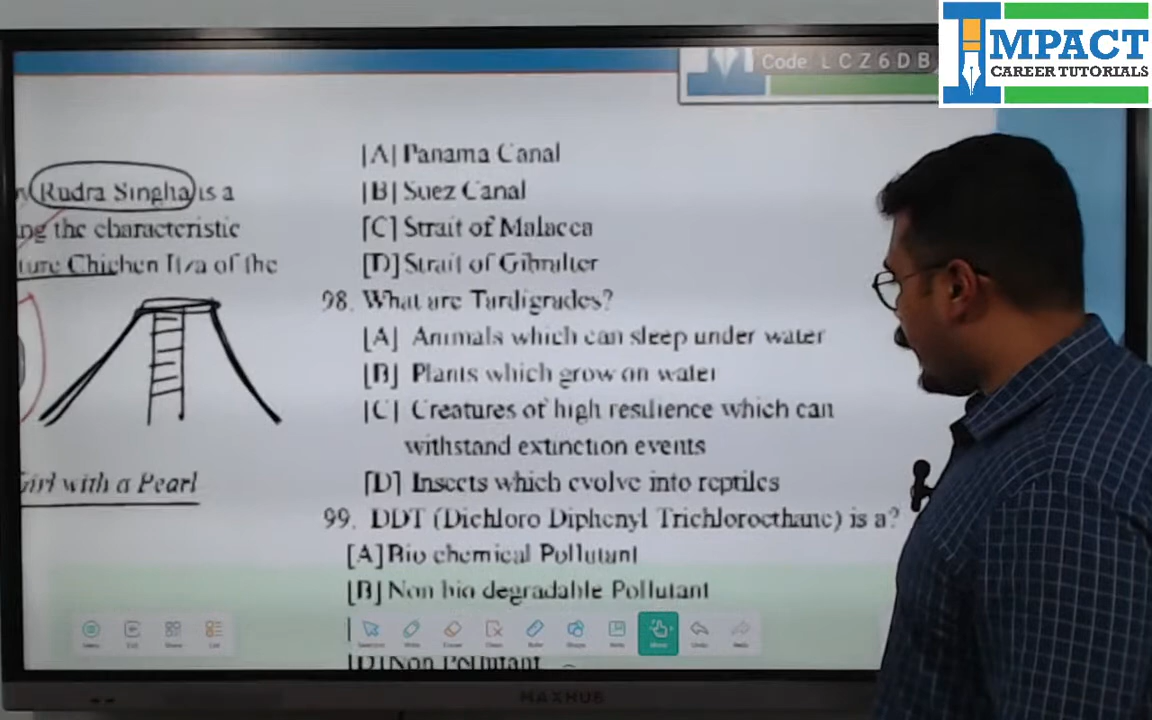 IMPACT
CAREER TUTORIALS
Code: LCZ6DB
Rudra Singha is a
ng the characteristic
ture Chichen Itza of the
Girl with a Pearl
[A] Panama Canal
[B] Suez Canal
[C] Strait of Malacca
[D] Strait of Gibralter
98. What are Tardigrades?
[A] Animals which can sleep under water
[B] Plants which grow on water
[C] Creatures of high resilience which can
withstand extinction events
[D] Insects which evolve into reptiles
99. DDT (Dichloro Diphenyl Trichloroethane) is a?
[A] Bio chemical Pollutant
[B] Non bio degradable Pollutant
[D] Non Pollutant
MAXHUB